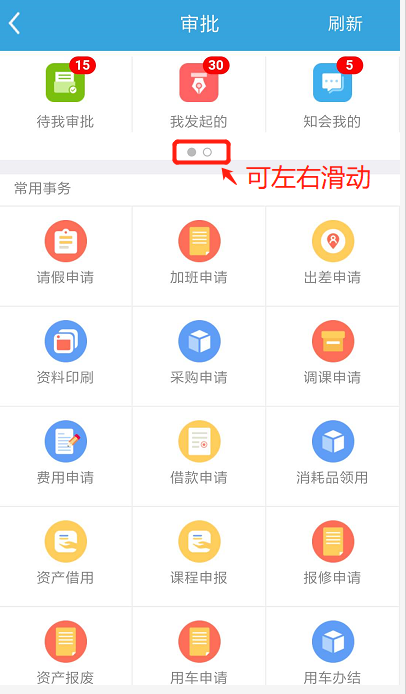 审批
刷新
15
30
5
待我审批
我发起的
知会我的
可左右滑动
常用事务
请假申请
加班申请
出差申请
资料印刷
采购申请
调课申请
费用申请
借款申请
消耗品领用
资产借用
课程申报
报修申请
资产报废
用车申请
用车办结